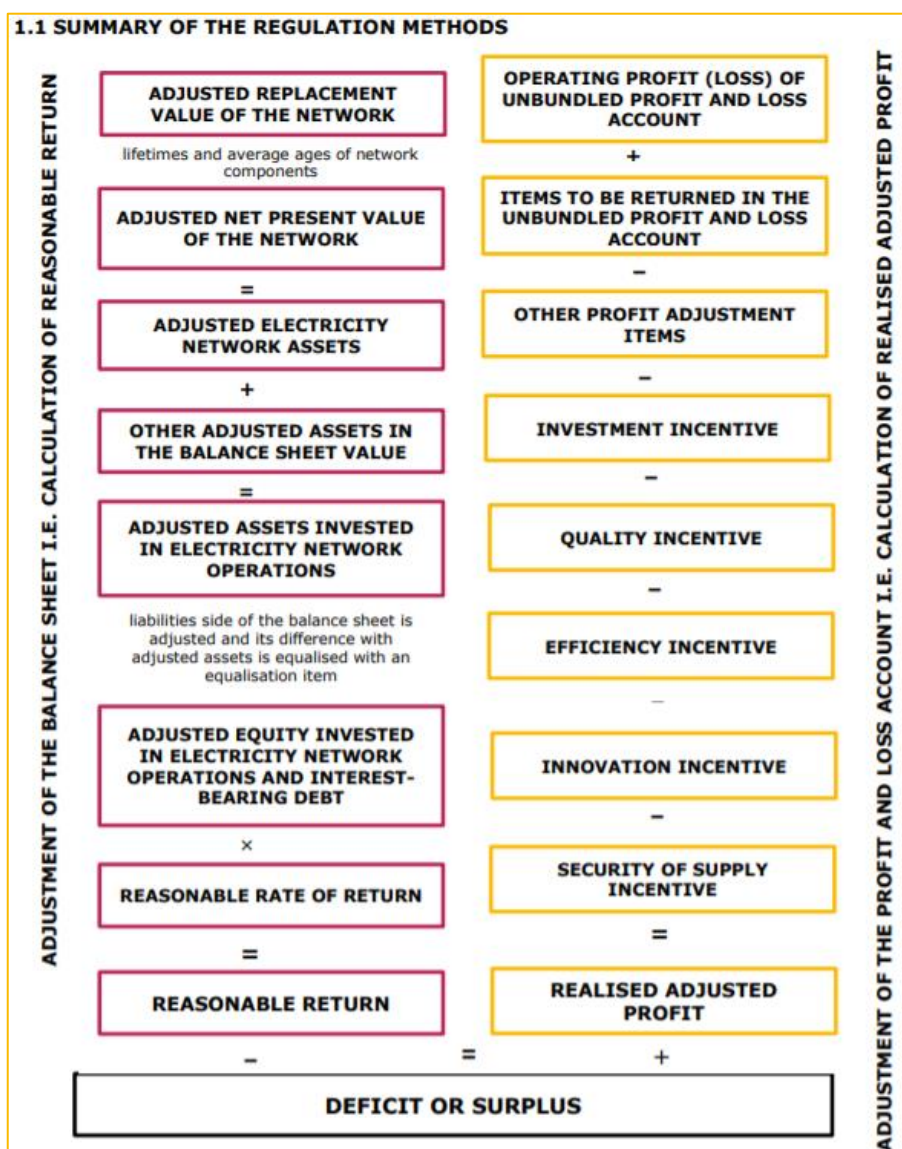 1.1 SUMMARY OF THE REGULATION METHODS
ADJUSTMENT OF THE BALANCE SHEET I.E. CALCULATION OF REASONABLE RETURN
ADJUSTED REPLACEMENT
VALUE OF THE NETWORK
lifetimes and average ages of network
components
ADJUSTED NET PRESENT VALUE
OF THE NETWORK
=
ADJUSTED ELECTRICITY
NETWORK ASSETS
+
OTHER ADJUSTED ASSETS IN
THE BALANCE SHEET VALUE
=
ADJUSTED ASSETS INVESTED
IN ELECTRICITY NETWORK
OPERATIONS
liabilities side of the balance sheet is
adjusted and its difference with
adjusted assets is equalised with an
equalisation item
ADJUSTED EQUITY INVESTED
IN ELECTRICITY NETWORK
OPERATIONS AND INTEREST-
BEARING DEBT
×
REASONABLE RATE OF RETURN
=
REASONABLE RETURN
–
OPERATING PROFIT (LOSS) OF
UNBUNDLED PROFIT AND LOSS
ACCOUNT
+
ITEMS TO BE RETURNED IN THE
UNBUNDLED PROFIT AND LOSS
ACCOUNT
–
OTHER PROFIT ADJUSTMENT
ITEMS
–
INVESTMENT INCENTIVE
–
QUALITY INCENTIVE
–
EFFICIENCY INCENTIVE
–
INNOVATION INCENTIVE
–
SECURITY OF SUPPLY
INCENTIVE
=
REALISED ADJUSTED
PROFIT
+
=
DEFICIT OR SURPLUS
ADJUSTMENT OF THE PROFIT AND LOSS ACCOUNT I.E. CALCULATION OF REALISED ADJUSTED PROFIT